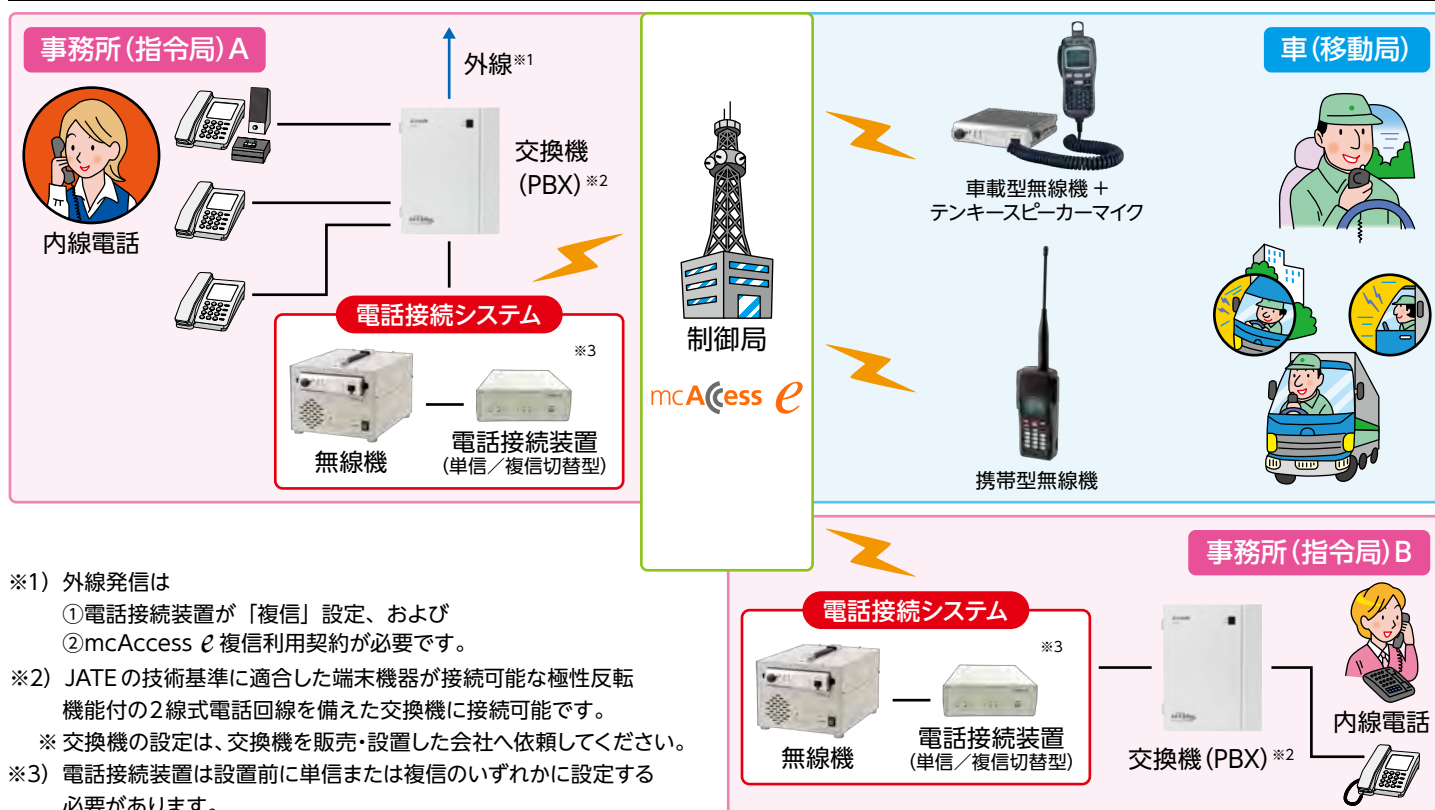 事務所(指令局)A
外線※1
交換機
(PBX)※2
内線電話
電話接続システム
※3
無線機
電話接続装置
(単信/複信切替型)
制御局
mcAccess e
車(移動局)
車載型無線機+
テンキースピーカーマイク
携帯型無線機
事務所(指令局)B
電話接続システム
※3
無線機
電話接続装置
(単信/複信切替型)
交換機(PBX)※2
内線電話
※1) 外線発信は
①電話接続装置が「複信」設定、および
②mcAccess e 複信利用契約が必要です。
※2) JATEの技術基準に適合した端末機器が接続可能な極性反転
機能付の2線式電話回線を備えた交換機に接続可能です。
※ 交換機の設定は、交換機を販売・設置した会社へ依頼してください。
※3) 電話接続装置は設置前に単信または複信のいずれかに設定する
必要があります。